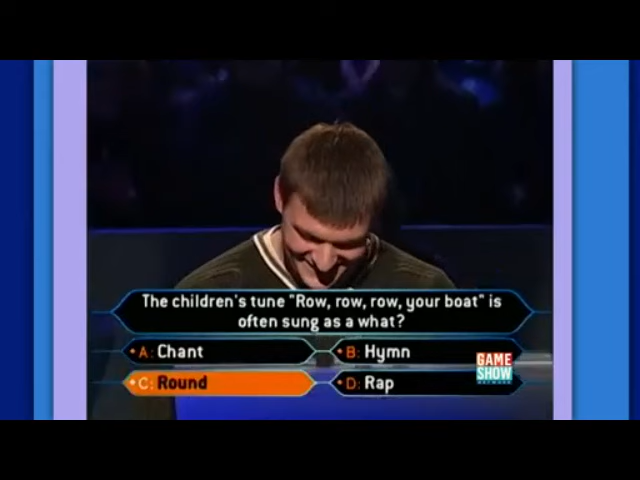 The children's tune "Row, row, row, your boat" is
often sung as a what?
A: Chant
B: Hymn
C: Round
D: Rap
GAME
SHOW
NETWORK